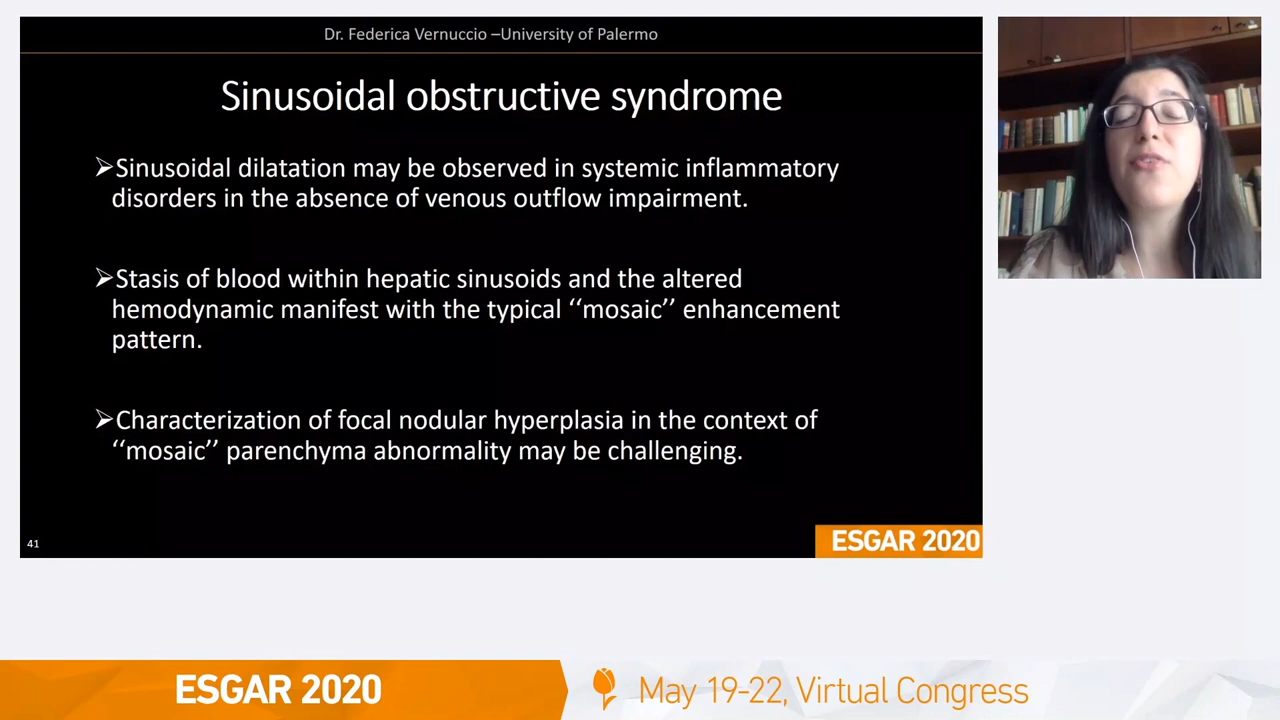 Dr. Federica Vernuccio –University of Palermo
Sinusoidal obstructive syndrome
➢Sinusoidal dilatation may be observed in systemic inflammatory
disorders in the absence of venous outflow impairment.
➢Stasis of blood within hepatic sinusoids and the altered
hemodynamic manifest with the typical ‘‘mosaic’’ enhancement
pattern.
➢Characterization of focal nodular hyperplasia in the context of
‘‘mosaic’’ parenchyma abnormality may be challenging.
41
ESGAR 2020
ESGAR 2020
May 19-22, Virtual Congress